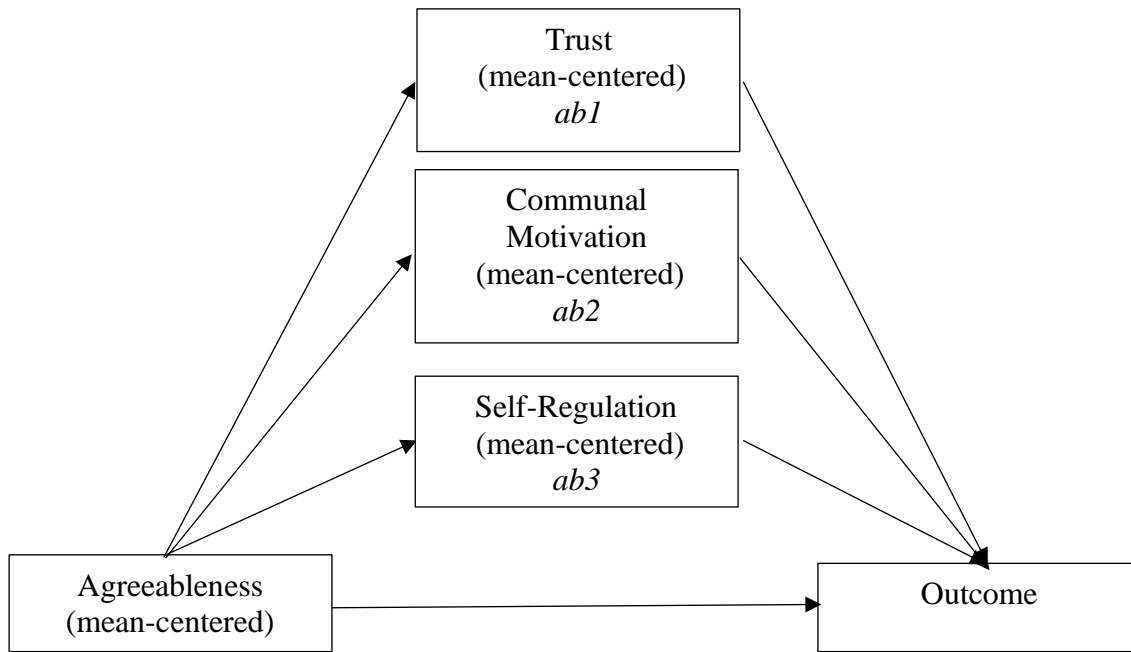 Trust
(mean-centered)
ab1
Communal
Motivation
(mean-centered)
ab2
Self-Regulation
(mean-centered)
ab3
Agreeableness
(mean-centered)
Outcome